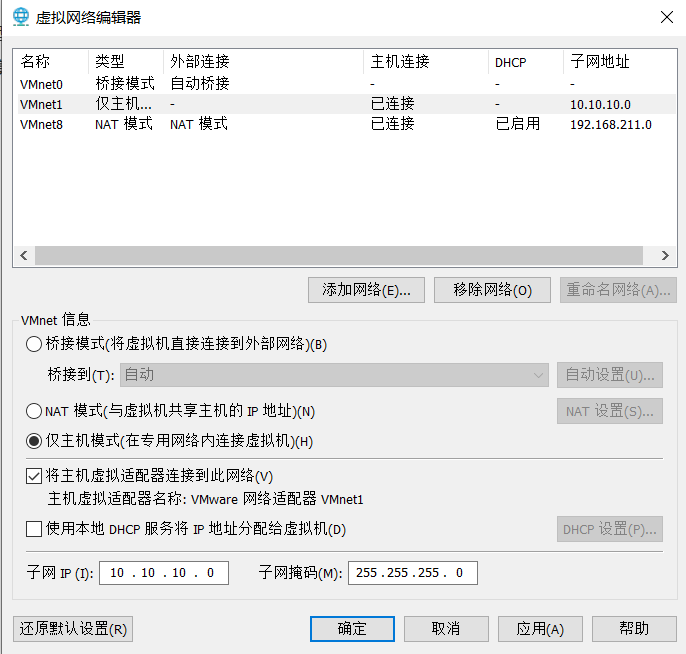 虚拟网络编辑器
名称 类型 外部连接 主机连接 DHCP 子网地址
VMnet0 桥接模式 自动桥接 - - -
VMnet1 仅主机... - 已连接 - 10.10.10.0
VMnet8 NAT 模式 NAT 模式 已连接 已启用 192.168.211.0
添加网络(E)... 移除网络(O) 重命名网络(A)...
VMnet 信息
桥接模式(将虚拟机直接连接到外部网络)(B)
桥接到(T): 自动 自动设置(U)...
NAT 模式(与虚拟机共享主机的 IP 地址)(N) NAT 设置(S)...
仅主机模式(在专用网络内连接虚拟机)(H)
将主机虚拟适配器连接到此网络(V)
主机虚拟适配器名称: VMware 网络适配器 VMnet1
使用本地 DHCP 服务将 IP 地址分配给虚拟机(D) DHCP 设置(P)...
子网 IP (I): 10 . 10 . 10 . 0 子网掩码(M): 255 . 255 . 255 . 0
还原默认设置(R) 确定 取消 应用(A) 帮助